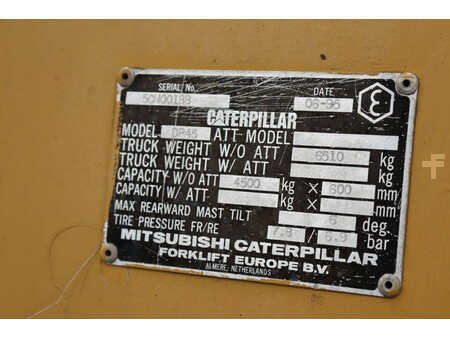 SERIAL No. DATE
5CN00188 06-96
CATERPILLAR
MODEL DP45 ATT-MODEL
TRUCK WEIGHT W/O ATT 6510 kg
TRUCK WEIGHT W/ ATT kg
CAPACITY W/O ATT 4500 kg × 600 mm
CAPACITY W/ ATT kg × mm
MAX REARWARD MAST TILT 6 deg.
TIRE PRESSURE FR/RE 7.8 / 6.9 bar
MITSUBISHI CATERPILLAR
FORKLIFT EUROPE B.V.
ALMERE, NETHERLANDS